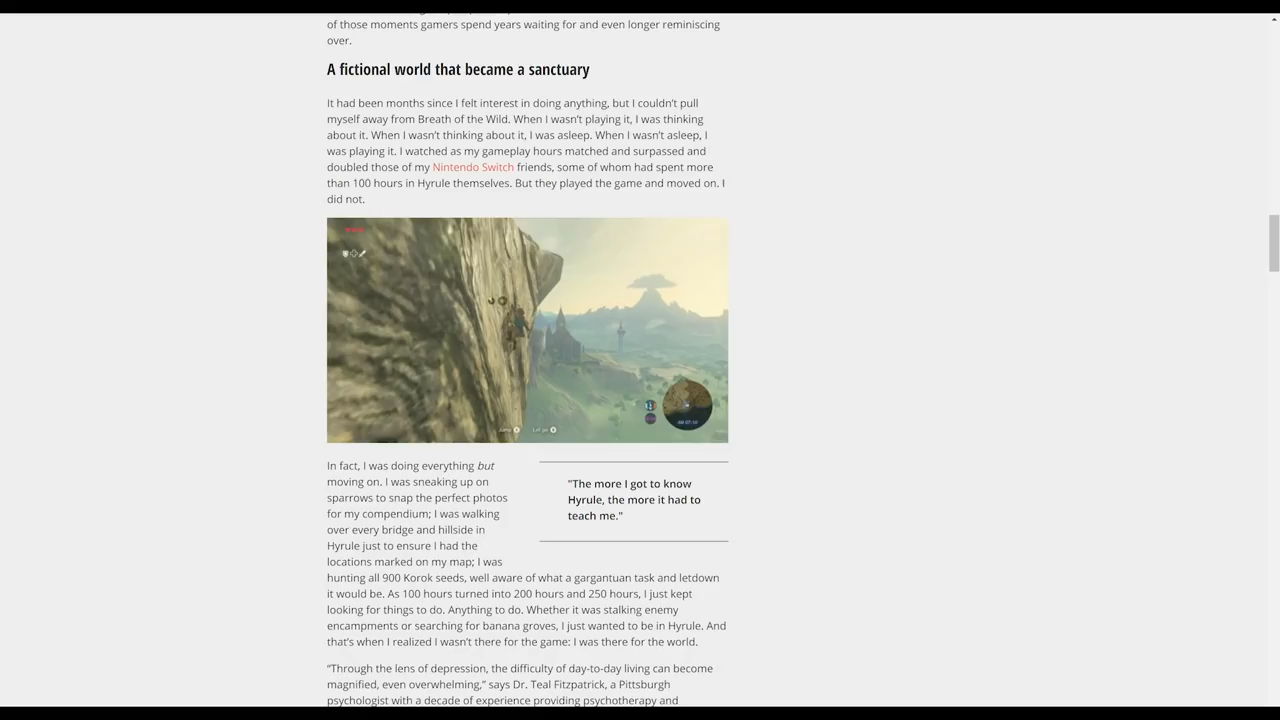 of those moments gamers spend years waiting for and even longer reminiscing
over.
A fictional world that became a sanctuary
It had been months since I felt interest in doing anything, but I couldn't pull
myself away from Breath of the Wild. When I wasn't playing it, I was thinking
about it. When I wasn't thinking about it, I was asleep. When I wasn't asleep, I
was playing it. I watched as my gameplay hours matched and surpassed and
doubled those of my Nintendo Switch friends, some of whom had spent more
than 100 hours in Hyrule themselves. But they played the game and moved on. I
did not.
Jump
Let go
In fact, I was doing everything but
moving on. I was sneaking up on
sparrows to snap the perfect photos
for my compendium; I was walking
over every bridge and hillside in
Hyrule just to ensure I had the
locations marked on my map; I was
"The more I got to know
Hyrule, the more it had to
teach me."
hunting all 900 Korok seeds, well aware of what a gargantuan task and letdown
it would be. As 100 hours turned into 200 hours and 250 hours, I just kept
looking for things to do. Anything to do. Whether it was stalking enemy
encampments or searching for banana groves, I just wanted to be in Hyrule. And
that's when I realized I wasn't there for the game: I was there for the world.
“Through the lens of depression, the difficulty of day-to-day living can become
magnified, even overwhelming,” says Dr. Teal Fitzpatrick, a Pittsburgh
psychologist with a decade of experience providing psychotherapy and